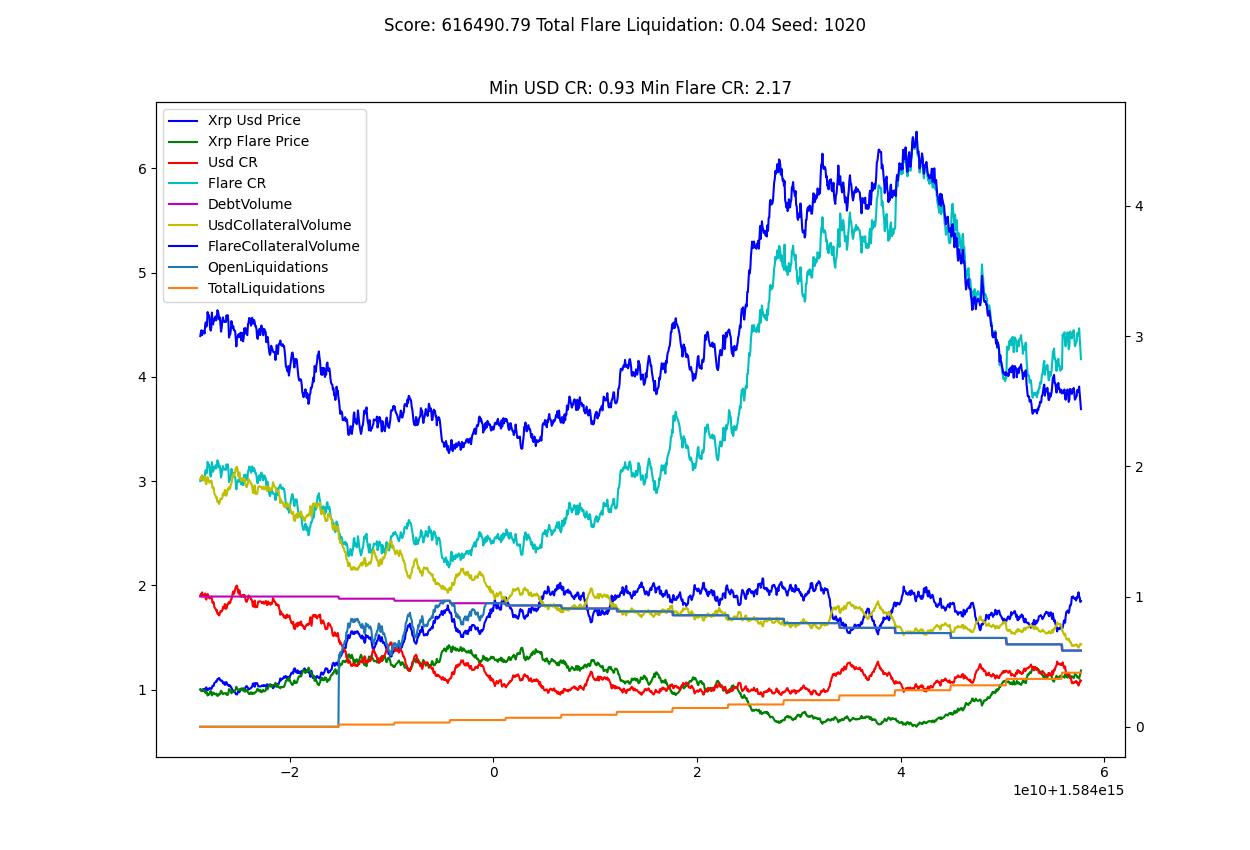 Score: 616490.79 Total Flare Liquidation: 0.04 Seed: 1020
Min USD CR: 0.93 Min Flare CR: 2.17
Xrp Usd Price
Xrp Flare Price
Usd CR
Flare CR
DebtVolume
UsdCollateralVolume
FlareCollateralVolume
OpenLiquidations
TotalLiquidations
6
5
4
3
2
1
4
3
2
1
0
−2
0
2
4
6
1e10+1.584e15